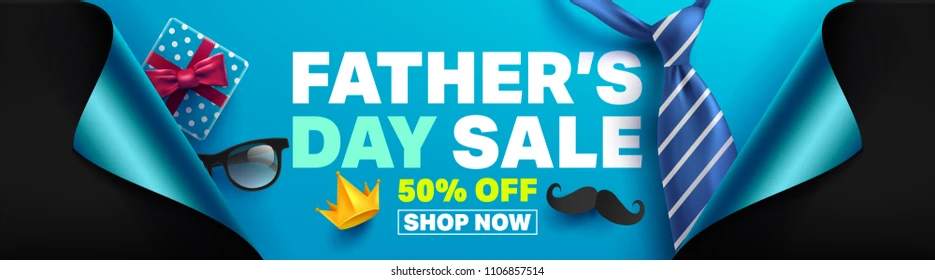 FATHER'S
DAY SALE
50% OFF
SHOP NOW
shutterstock.com · 1106857514